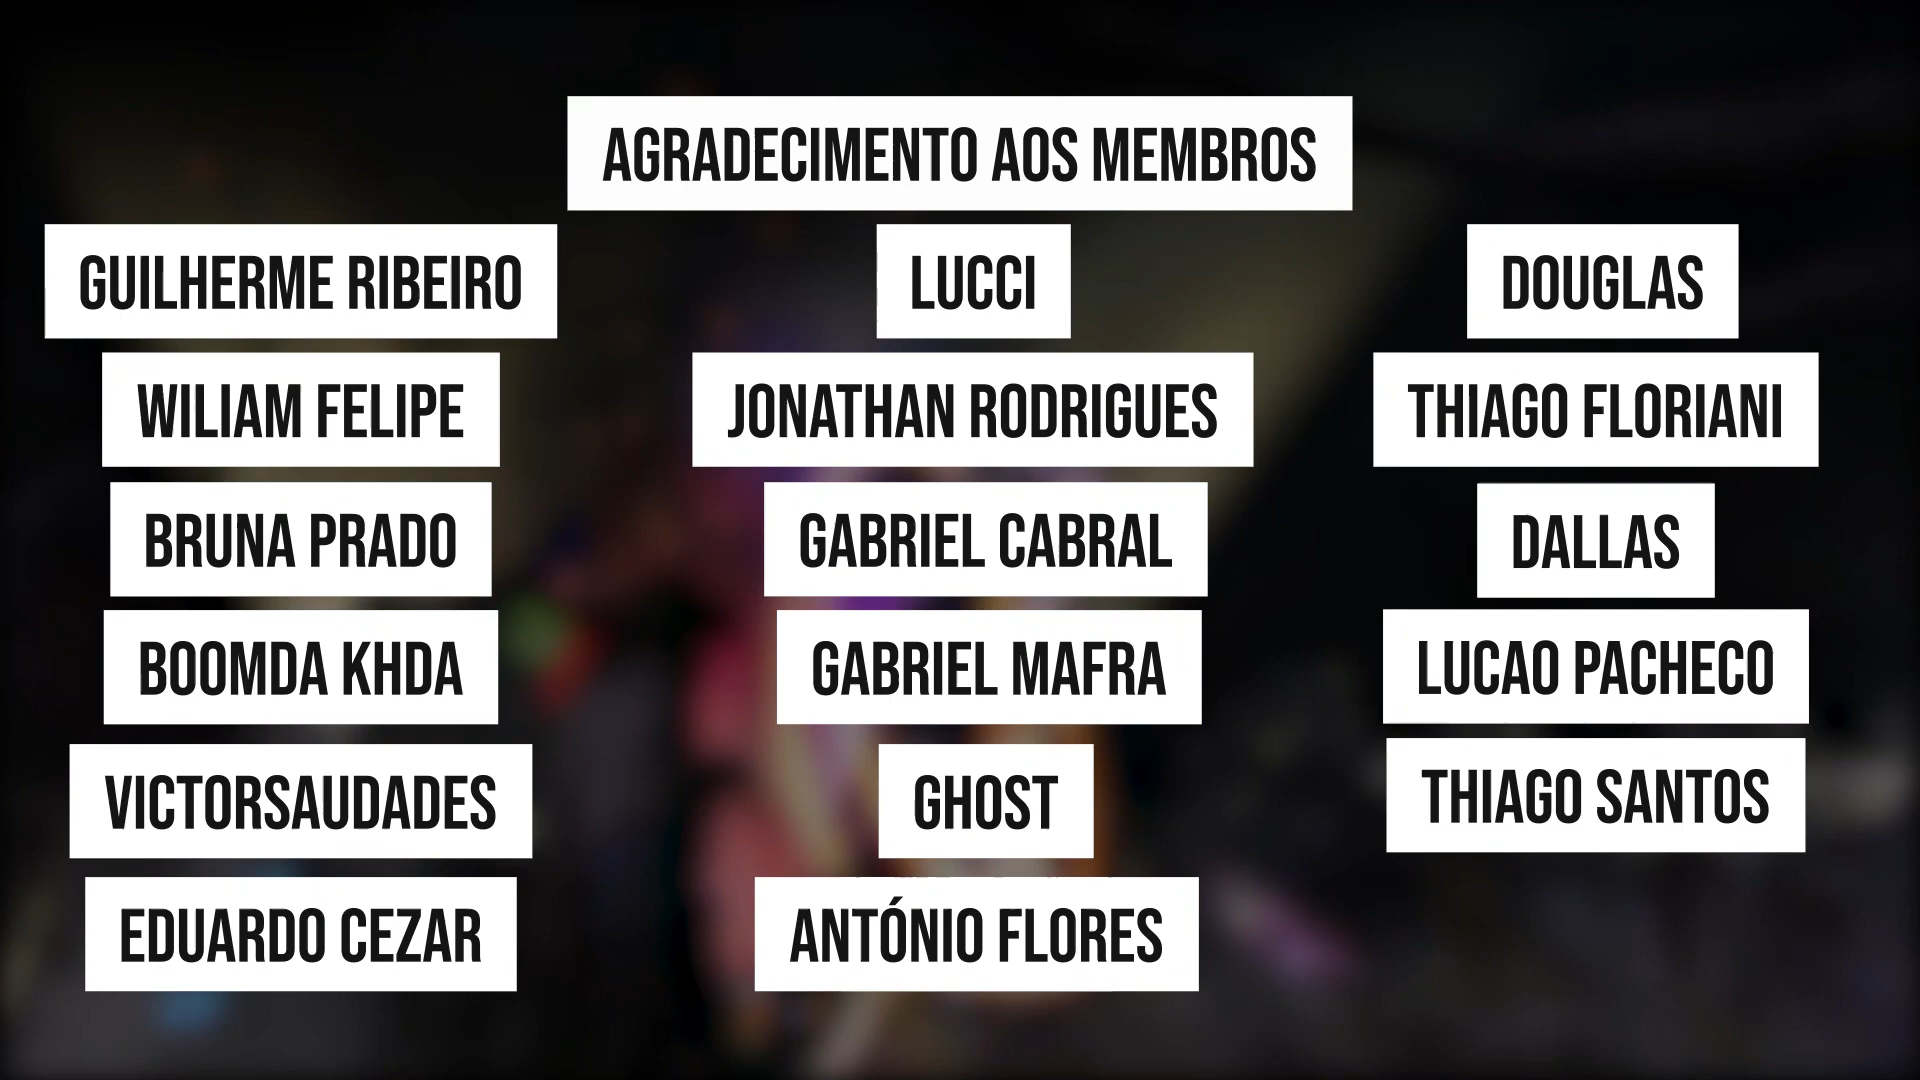 AGRADECIMENTO AOS MEMBROS
GUILHERME RIBEIRO
LUCCI
DOUGLAS
WILIAM FELIPE
JONATHAN RODRIGUES
THIAGO FLORIANI
BRUNA PRADO
GABRIEL CABRAL
DALLAS
BOOMDA KHDA
GABRIEL MAFRA
LUCAO PACHECO
VICTORSAUDADES
GHOST
THIAGO SANTOS
EDUARDO CEZAR
ANTÓNIO FLORES